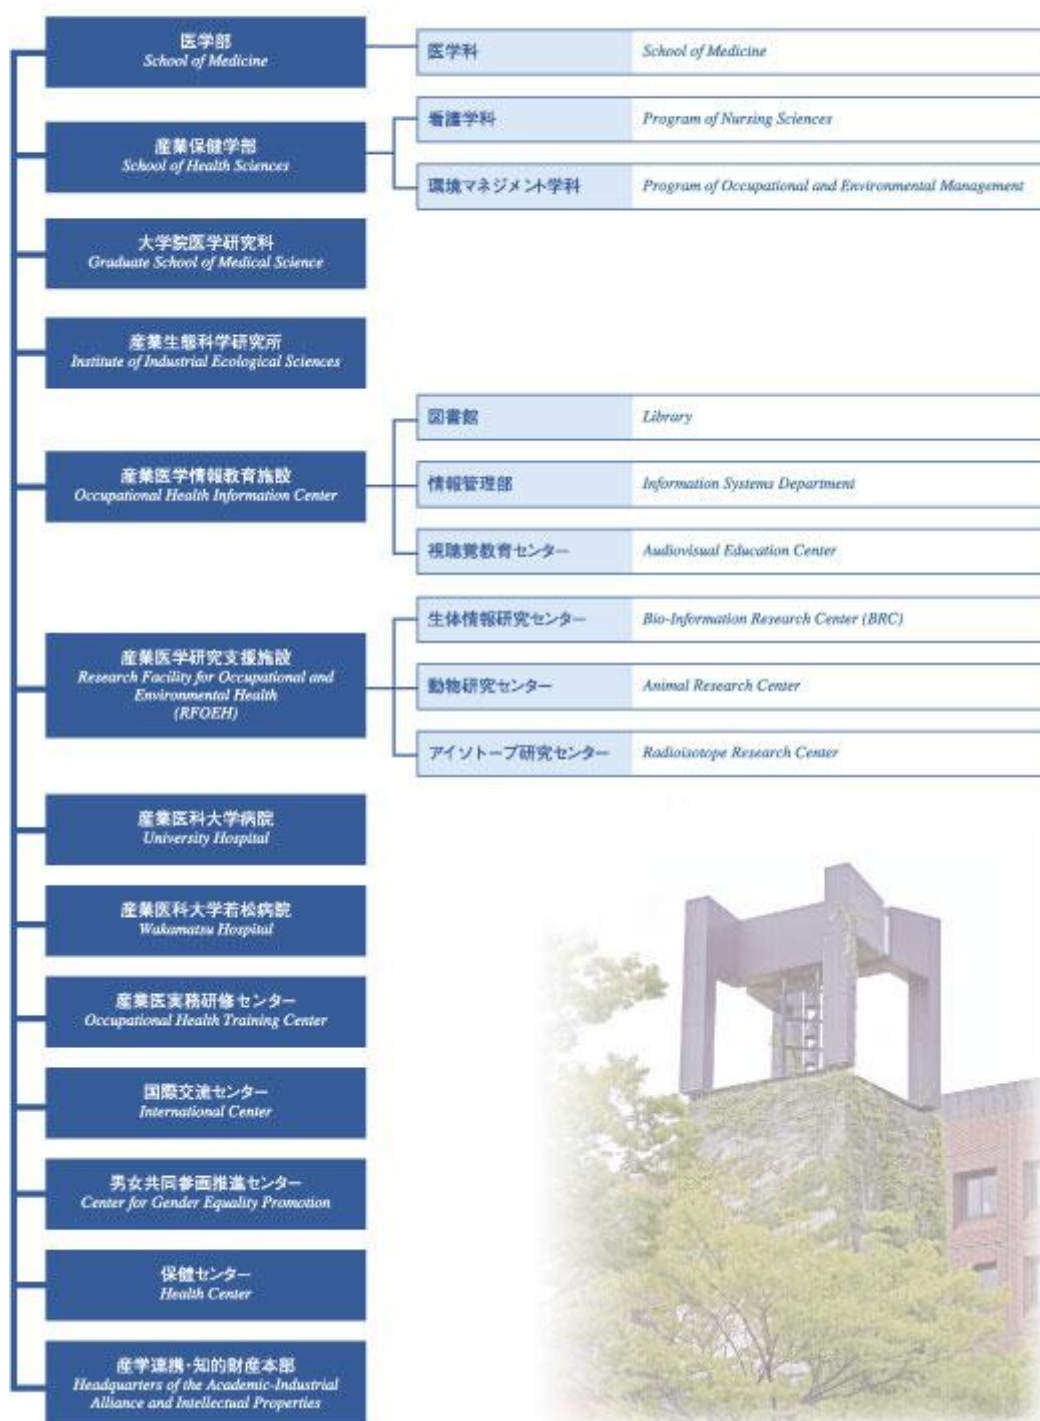 医学部
School of Medicine
医学科 School of Medicine
産業保健学部
School of Health Sciences
看護学科 Program of Nursing Sciences
環境マネジメント学科 Program of Occupational and Environmental Management
大学院医学研究科
Graduate School of Medical Science
産業生態科学研究所
Institute of Industrial Ecological Sciences
産業医学情報教育施設
Occupational Health Information Center
図書館 Library
情報管理部 Information Systems Department
視聴覚教育センター Audiovisual Education Center
産業医学研究支援施設
Research Facility for Occupational and
Environmental Health
(RFOEH)
生体情報研究センター Bio-Information Research Center (BRC)
動物研究センター Animal Research Center
アイソトープ研究センター Radioisotope Research Center
産業医科大学病院
University Hospital
産業医科大学若松病院
Wakamatsu Hospital
産業医実務研修センター
Occupational Health Training Center
国際交流センター
International Center
男女共同参画推進センター
Center for Gender Equality Promotion
保健センター
Health Center
産学連携・知的財産本部
Headquarters of the Academic-Industrial
Alliance and Intellectual Properties